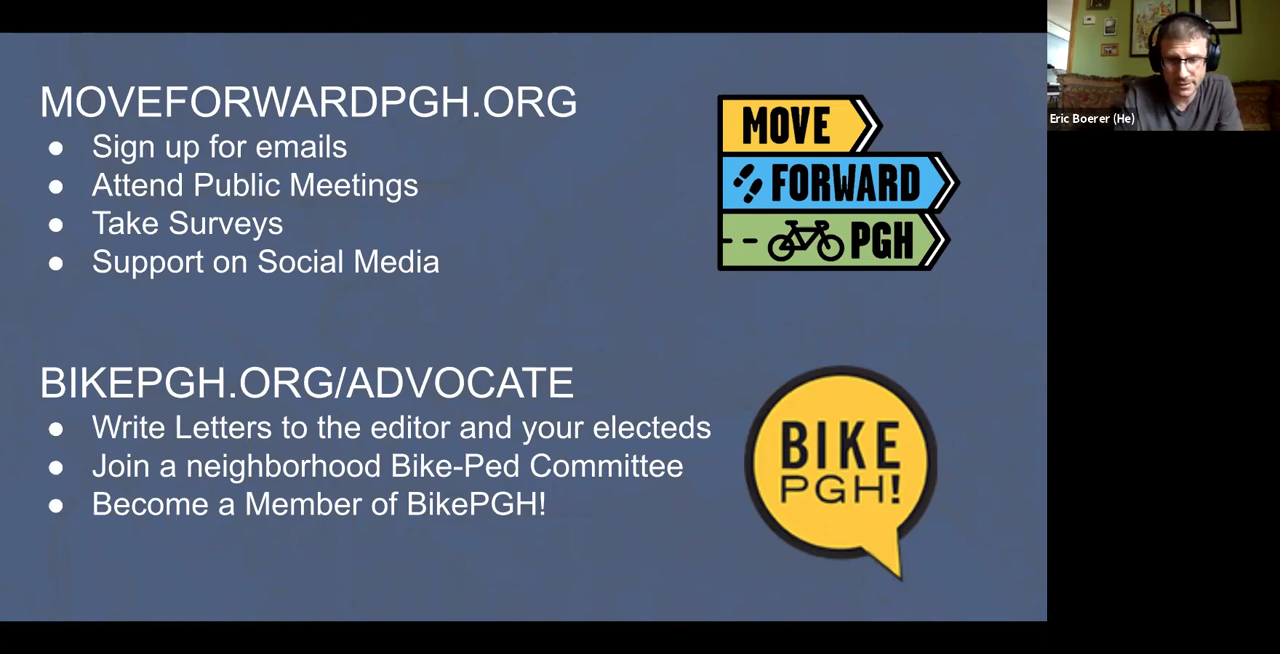 MOVEFORWARDPGH.ORG
● Sign up for emails
● Attend Public Meetings
● Take Surveys
● Support on Social Media
MOVE
FORWARD
PGH
BIKEPGH.ORG/ADVOCATE
● Write Letters to the editor and your electeds
● Join a neighborhood Bike-Ped Committee
● Become a Member of BikePGH!
BIKE
PGH!
Eric Boerer (He)